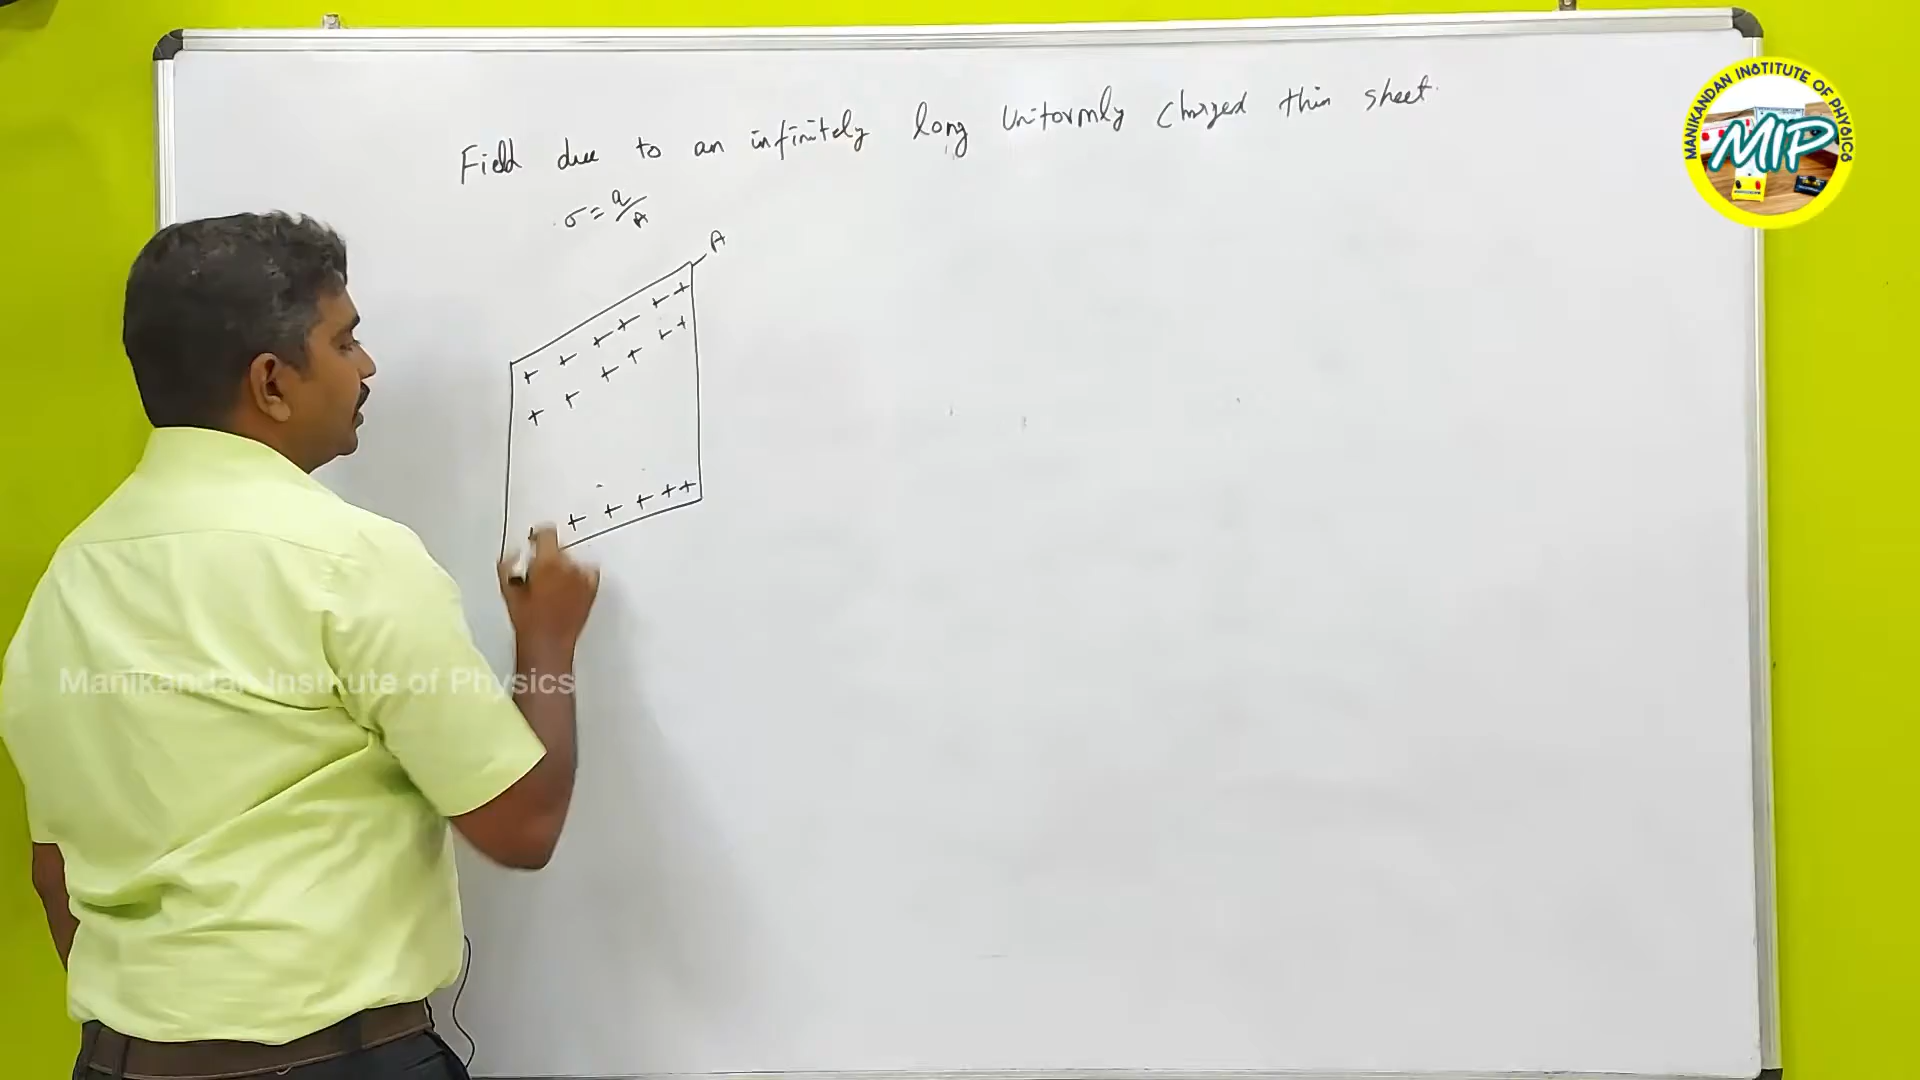 Field due to an infinitely long Uniformly charged thin sheet.
σ = q/A
A
MANIKANDAN INSTITUTE OF PHYSICS
MIP
Manikandan Institute of Physics